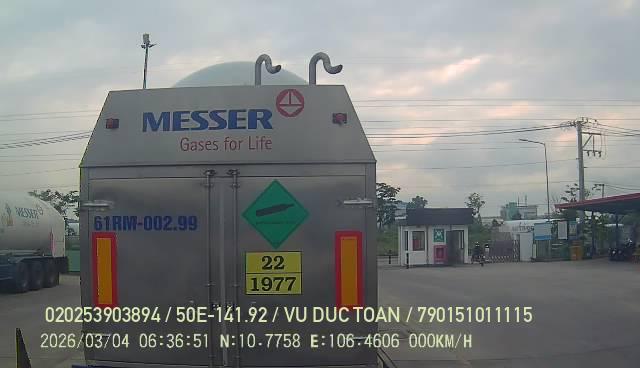 MESSER
Gases for Life
MESSER
61RM-002.99
22
1977
020253903894 / 50E-141.92 / VU DUC TOAN / 790151011115
2026/03/04 06:36:51 N:10.7758 E:106.4606 000KM/H